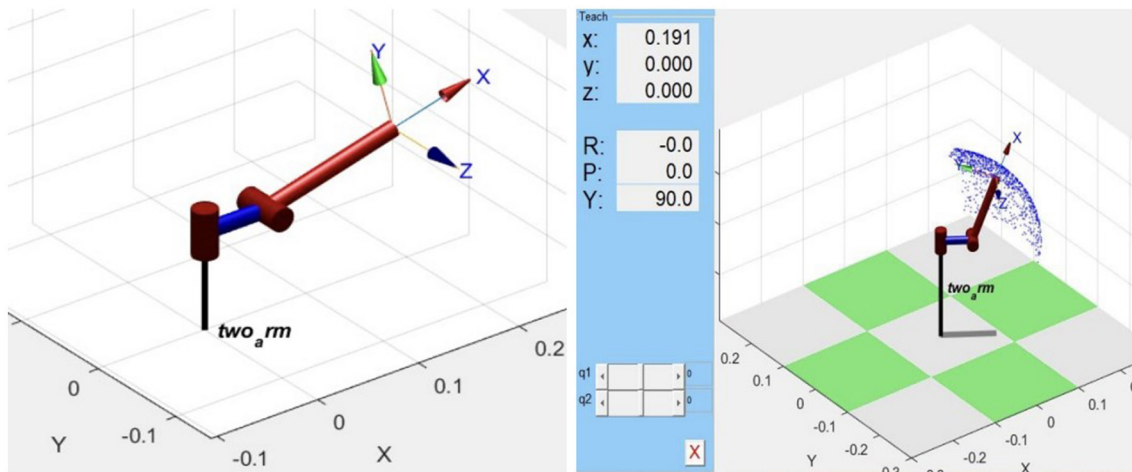 Y
X
Z
two_arm
0.2
0.1
0
-0.1
X
0
-0.1
Y
Teach
x: 0.191
y: 0.000
z: 0.000
R: -0.0
P: 0.0
Y: 90.0
q1 0
q2 0
X
X
Z
two_arm
0.2
0.1
0
-0.1
-0.2
Y
0.1
0
-0.1
-0.2
X